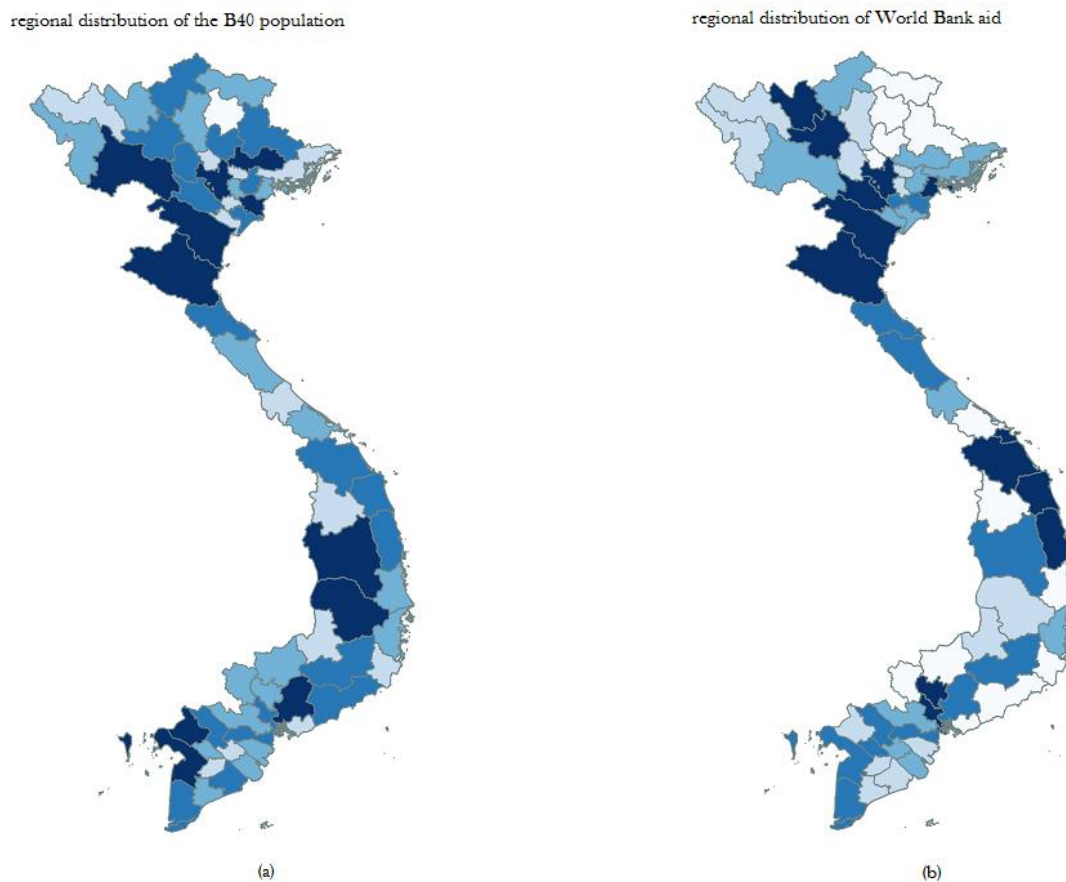 regional distribution of the B40 population
regional distribution of World Bank aid
(a)
(b)